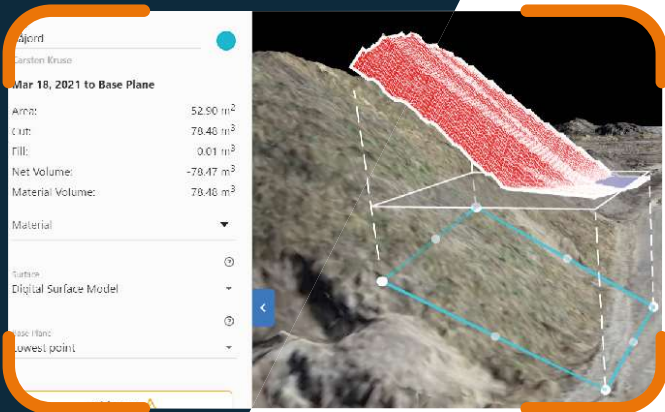 åjord
Carsten Kruse
Mar 18, 2021 to Base Plane
Area: 52.90 m²
Cut: 78.48 m³
Fill: 0.01 m³
Net Volume: -78.47 m³
Material Volume: 78.48 m³
Material
Surface
Digital Surface Model
Base Plane
Lowest point